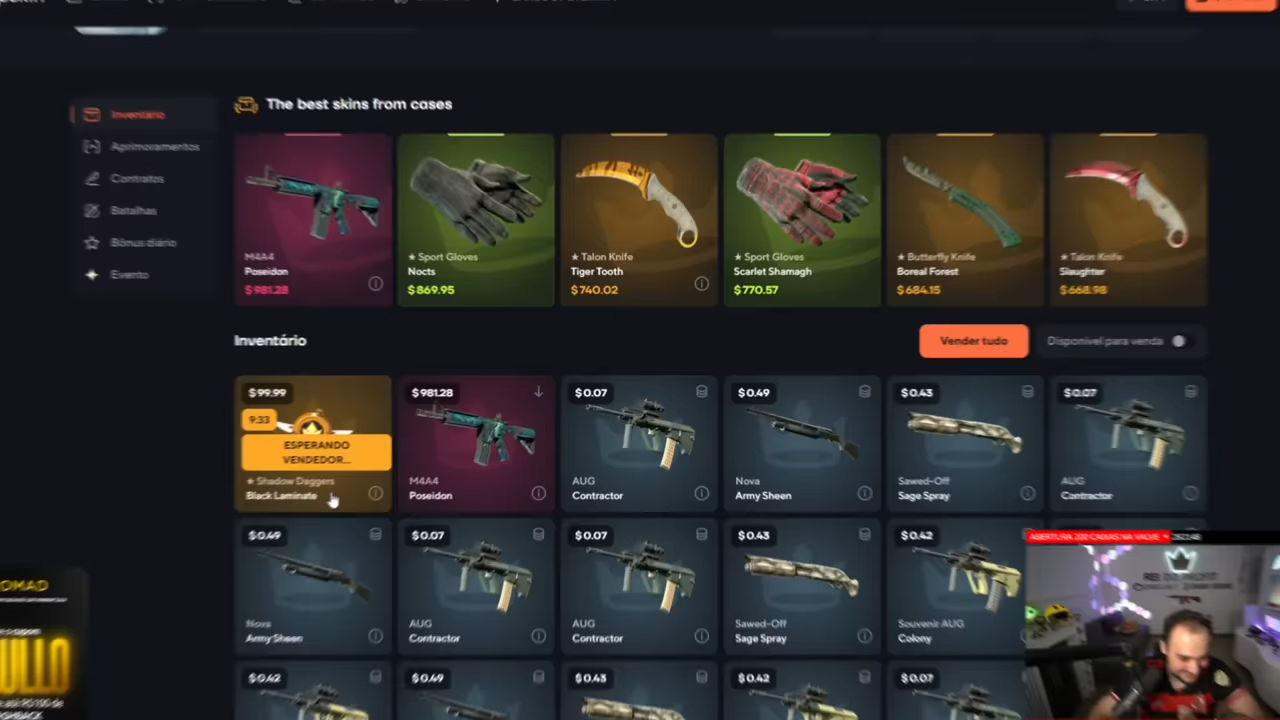 Inventário
Aprimoramentos
Contratos
Batalhas
Bônus diário
Evento
The best skins from cases
M4A4
Poseidon
$981.28
★ Sport Gloves
Nocts
$869.95
★ Talon Knife
Tiger Tooth
$740.02
★ Sport Gloves
Scarlet Shamagh
$770.57
★ Butterfly Knife
Boreal Forest
$684.15
★ Talon Knife
Slaughter
$668.98
Inventário
Vender tudo
Disponível para venda
$99.99
9:33
ESPERANDO
VENDEDOR...
★ Shadow Daggers
Black Laminate
$981.28
M4A4
Poseidon
$0.07
AUG
Contractor
$0.49
Nova
Army Sheen
$0.43
Sawed-Off
Sage Spray
$0.07
AUG
Contractor
$0.49
Nova
Army Sheen
$0.07
AUG
Contractor
$0.07
AUG
Contractor
$0.43
Sawed-Off
Sage Spray
$0.42
Souvenir AUG
Colony
$0.42
$0.49
$0.43
$0.42
$0.07
ABERTURA 200 CAIXAS NA VALVE